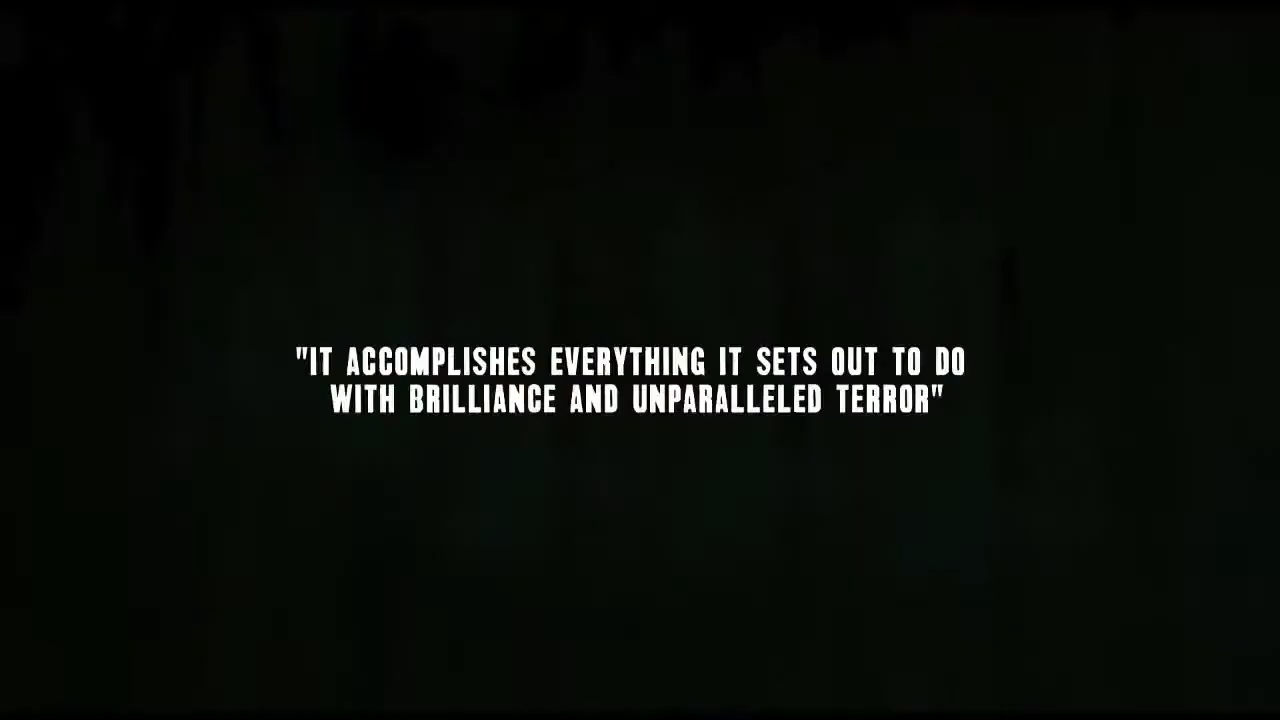 "IT ACCOMPLISHES EVERYTHING IT SETS OUT TO DO
WITH BRILLIANCE AND UNPARALLELED TERROR"